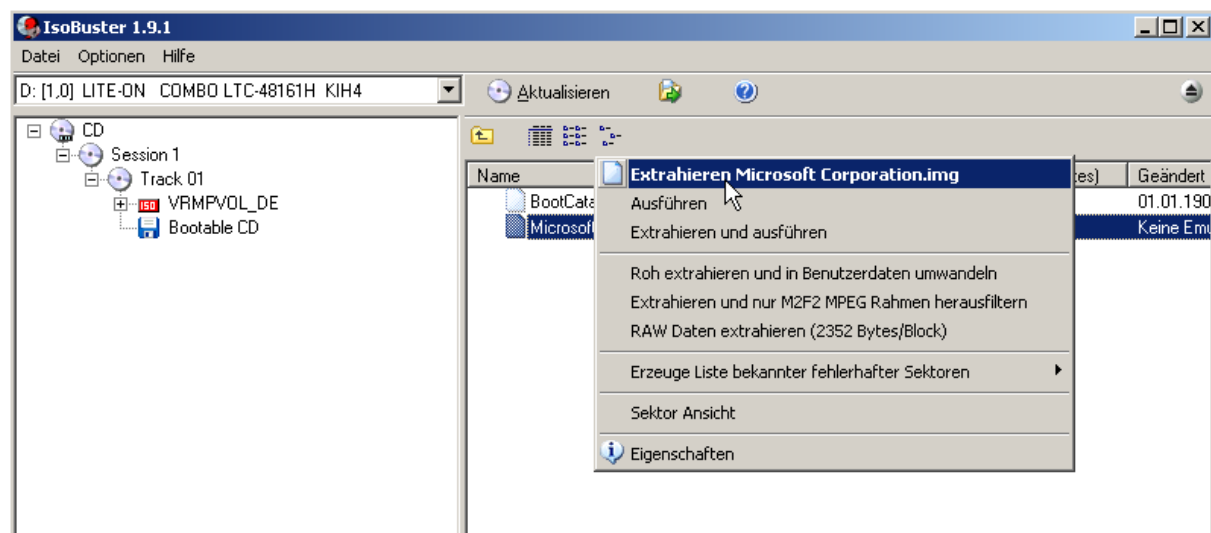 IsoBuster 1.9.1
Datei Optionen Hilfe
D: [1,0] LITE-ON COMBO LTC-48161H KIH4
Aktualisieren
CD
Session 1
Track 01
ISO VRMPVOL_DE
Bootable CD
Name
Geändert
BootCata
01.01.190
Microsoft
Keine Emu
Extrahieren Microsoft Corporation.img
Ausführen
Extrahieren und ausführen
Roh extrahieren und in Benutzerdaten umwandeln
Extrahieren und nur M2F2 MPEG Rahmen herausfiltern
RAW Daten extrahieren (2352 Bytes/Block)
Erzeuge Liste bekannter fehlerhafter Sektoren
Sektor Ansicht
Eigenschaften